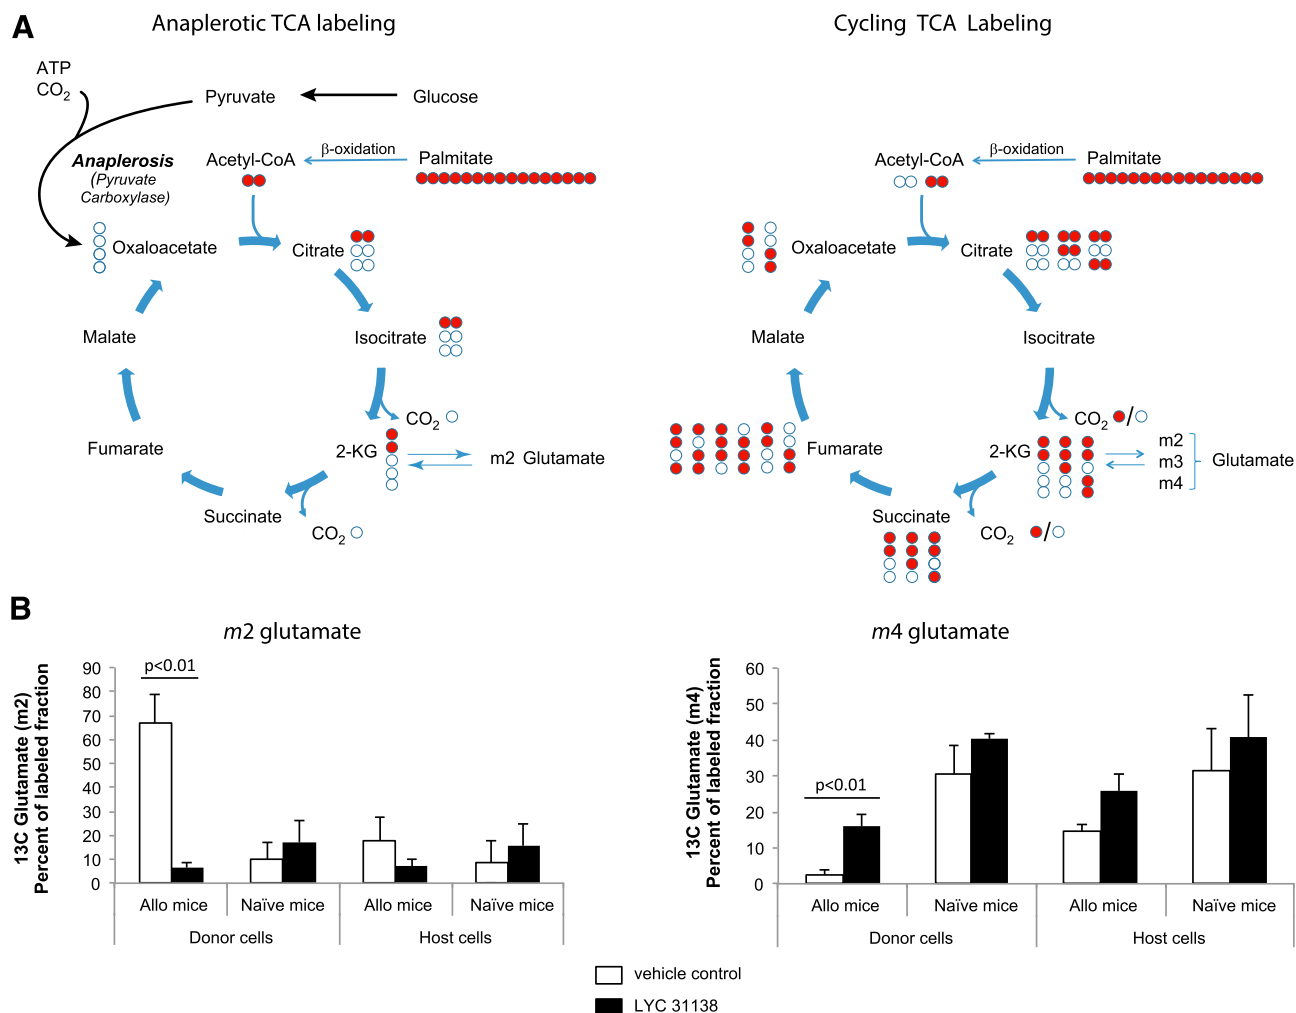 A
Anaplerotic TCA labeling
ATP
CO2
Pyruvate
Glucose
Anaplerosis
(Pyruvate
Carboxylase)
Acetyl-CoA
β-oxidation
Palmitate
Oxaloacetate
Citrate
Malate
Isocitrate
CO2
Fumarate
2-KG
m2 Glutamate
Succinate
CO2
Cycling TCA Labeling
Acetyl-CoA
β-oxidation
Palmitate
Oxaloacetate
Citrate
Malate
Isocitrate
CO2 /
Fumarate
2-KG
m2
m3
m4
Glutamate
Succinate
CO2 /
B
m2 glutamate
13C Glutamate (m2)
Percent of labeled fraction
90
80
70
60
50
40
30
20
10
0
p<0.01
Allo mice
Naïve mice
Allo mice
Naïve mice
Donor cells
Host cells
m4 glutamate
13C Glutamate (m4)
Percent of labeled fraction
60
50
40
30
20
10
0
p<0.01
Allo mice
Naïve mice
Allo mice
Naïve mice
Donor cells
Host cells
vehicle control
LYC 31138